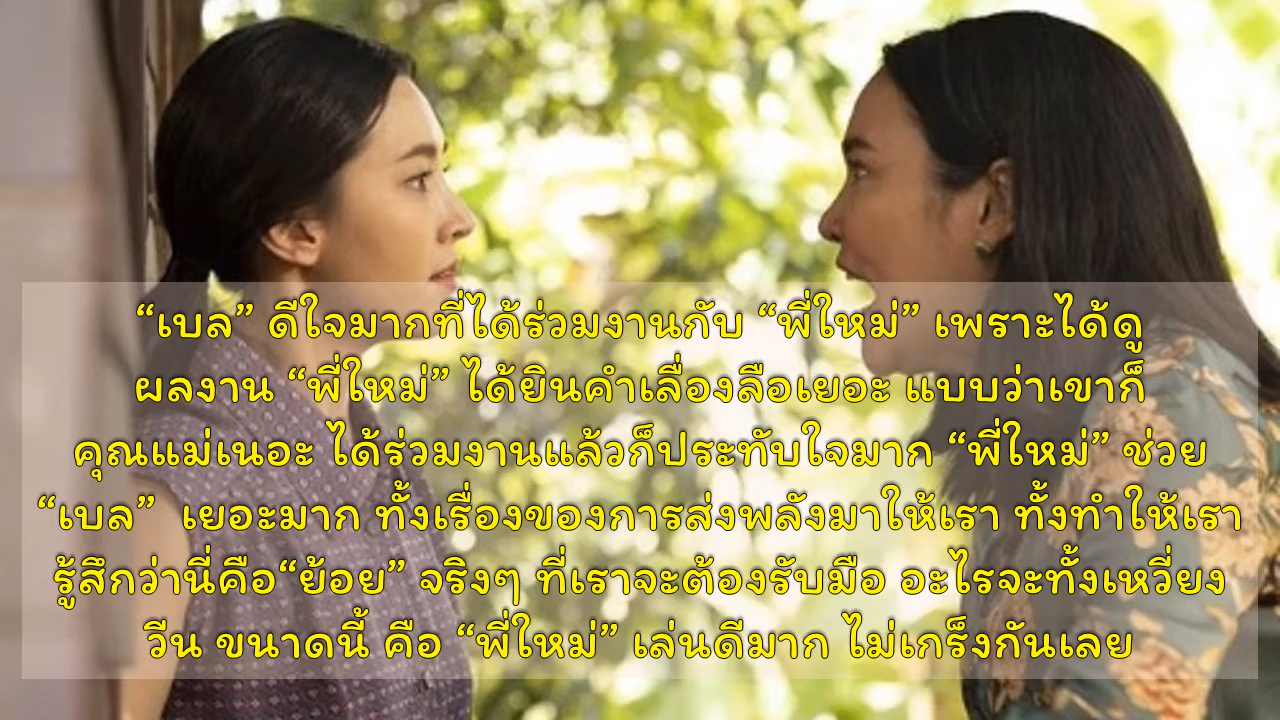 “เบล” ดีใจมากที่ได้ร่วมงานกับ “พี่ใหม่” เพราะได้ดู
ผลงาน “พี่ใหม่” ได้ยินคำเลื่องลือเยอะ แบบว่าเขาก็
คุณแม่เนอะ ได้ร่วมงานแล้วก็ประทับใจมาก “พี่ใหม่” ช่วย
“เบล”  เยอะมาก ทั้งเรื่องของการส่งพลังมาให้เรา ทั้งทำให้เรา
รู้สึกว่านี่คือ“ย้อย” จริงๆ ที่เราจะต้องรับมือ อะไรจะทั้งเหวี่ยง
วีน ขนาดนี้ คือ “พี่ใหม่” เล่นดีมาก ไม่เกร็งกันเลย